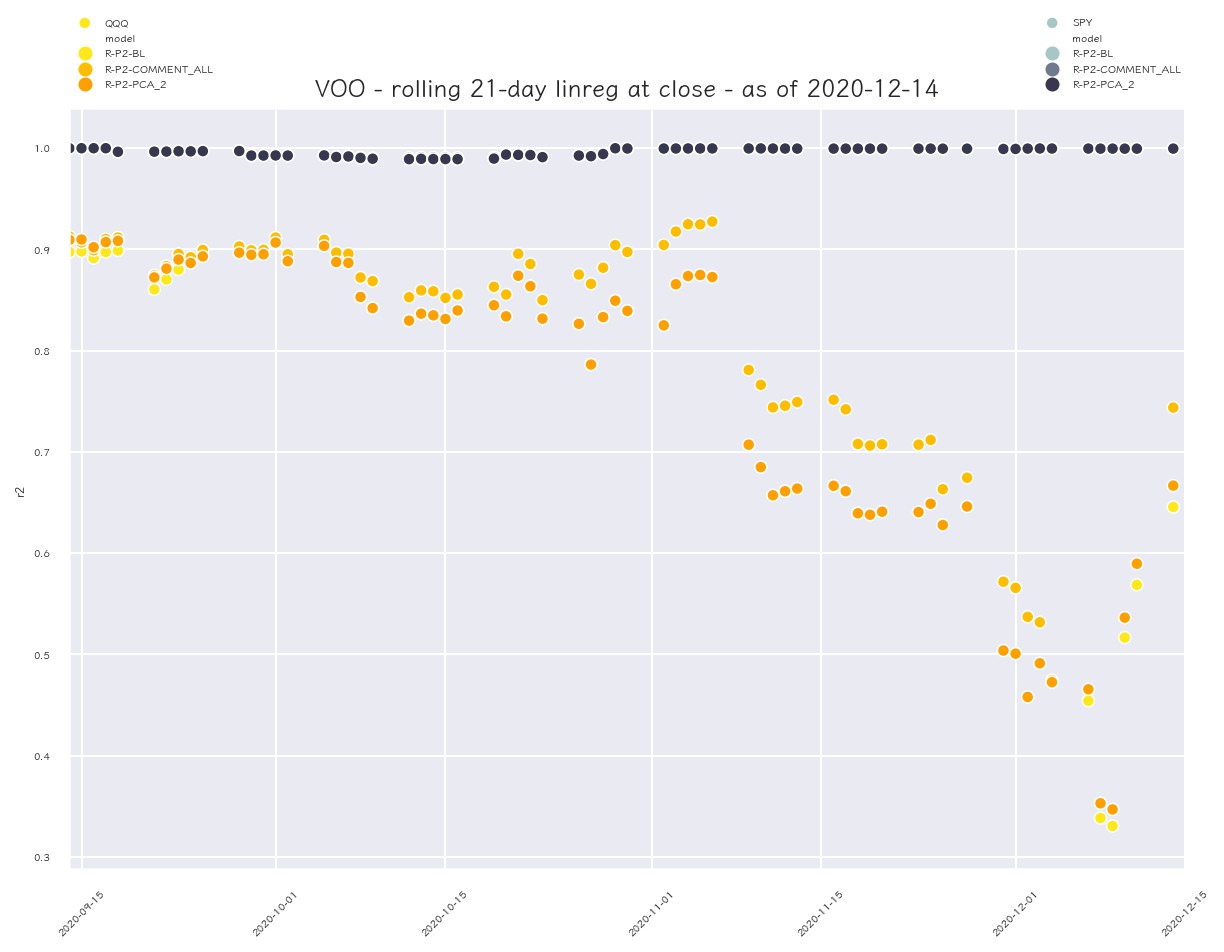 QQQ
model
R-P2-BL
R-P2-COMMENT_ALL
R-P2-PCA_2
SPY
model
R-P2-BL
R-P2-COMMENT_ALL
R-P2-PCA_2
VOO - rolling 21-day linreg at close - as of 2020-12-14
1.0
0.9
0.8
0.7
0.6
0.5
0.4
0.3
r2
2020-09-15
2020-10-01
2020-10-15
2020-11-01
2020-11-15
2020-12-01
2020-12-15